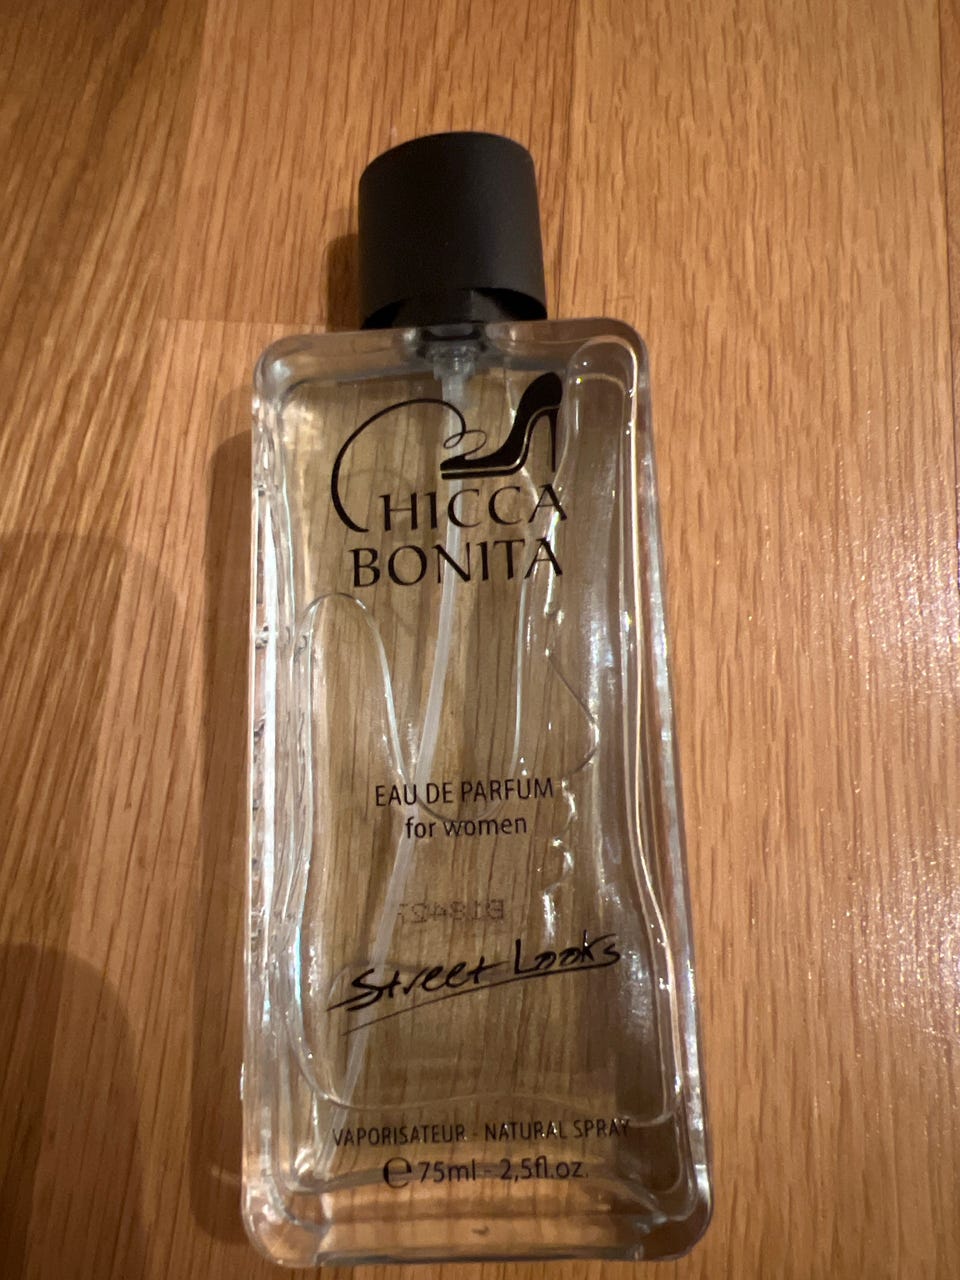 CHICCA
BONITA
EAU DE PARFUM
for women
Street Looks
VAPORISATEUR - NATURAL SPRAY
℮ 75ml - 2,5fl.oz.